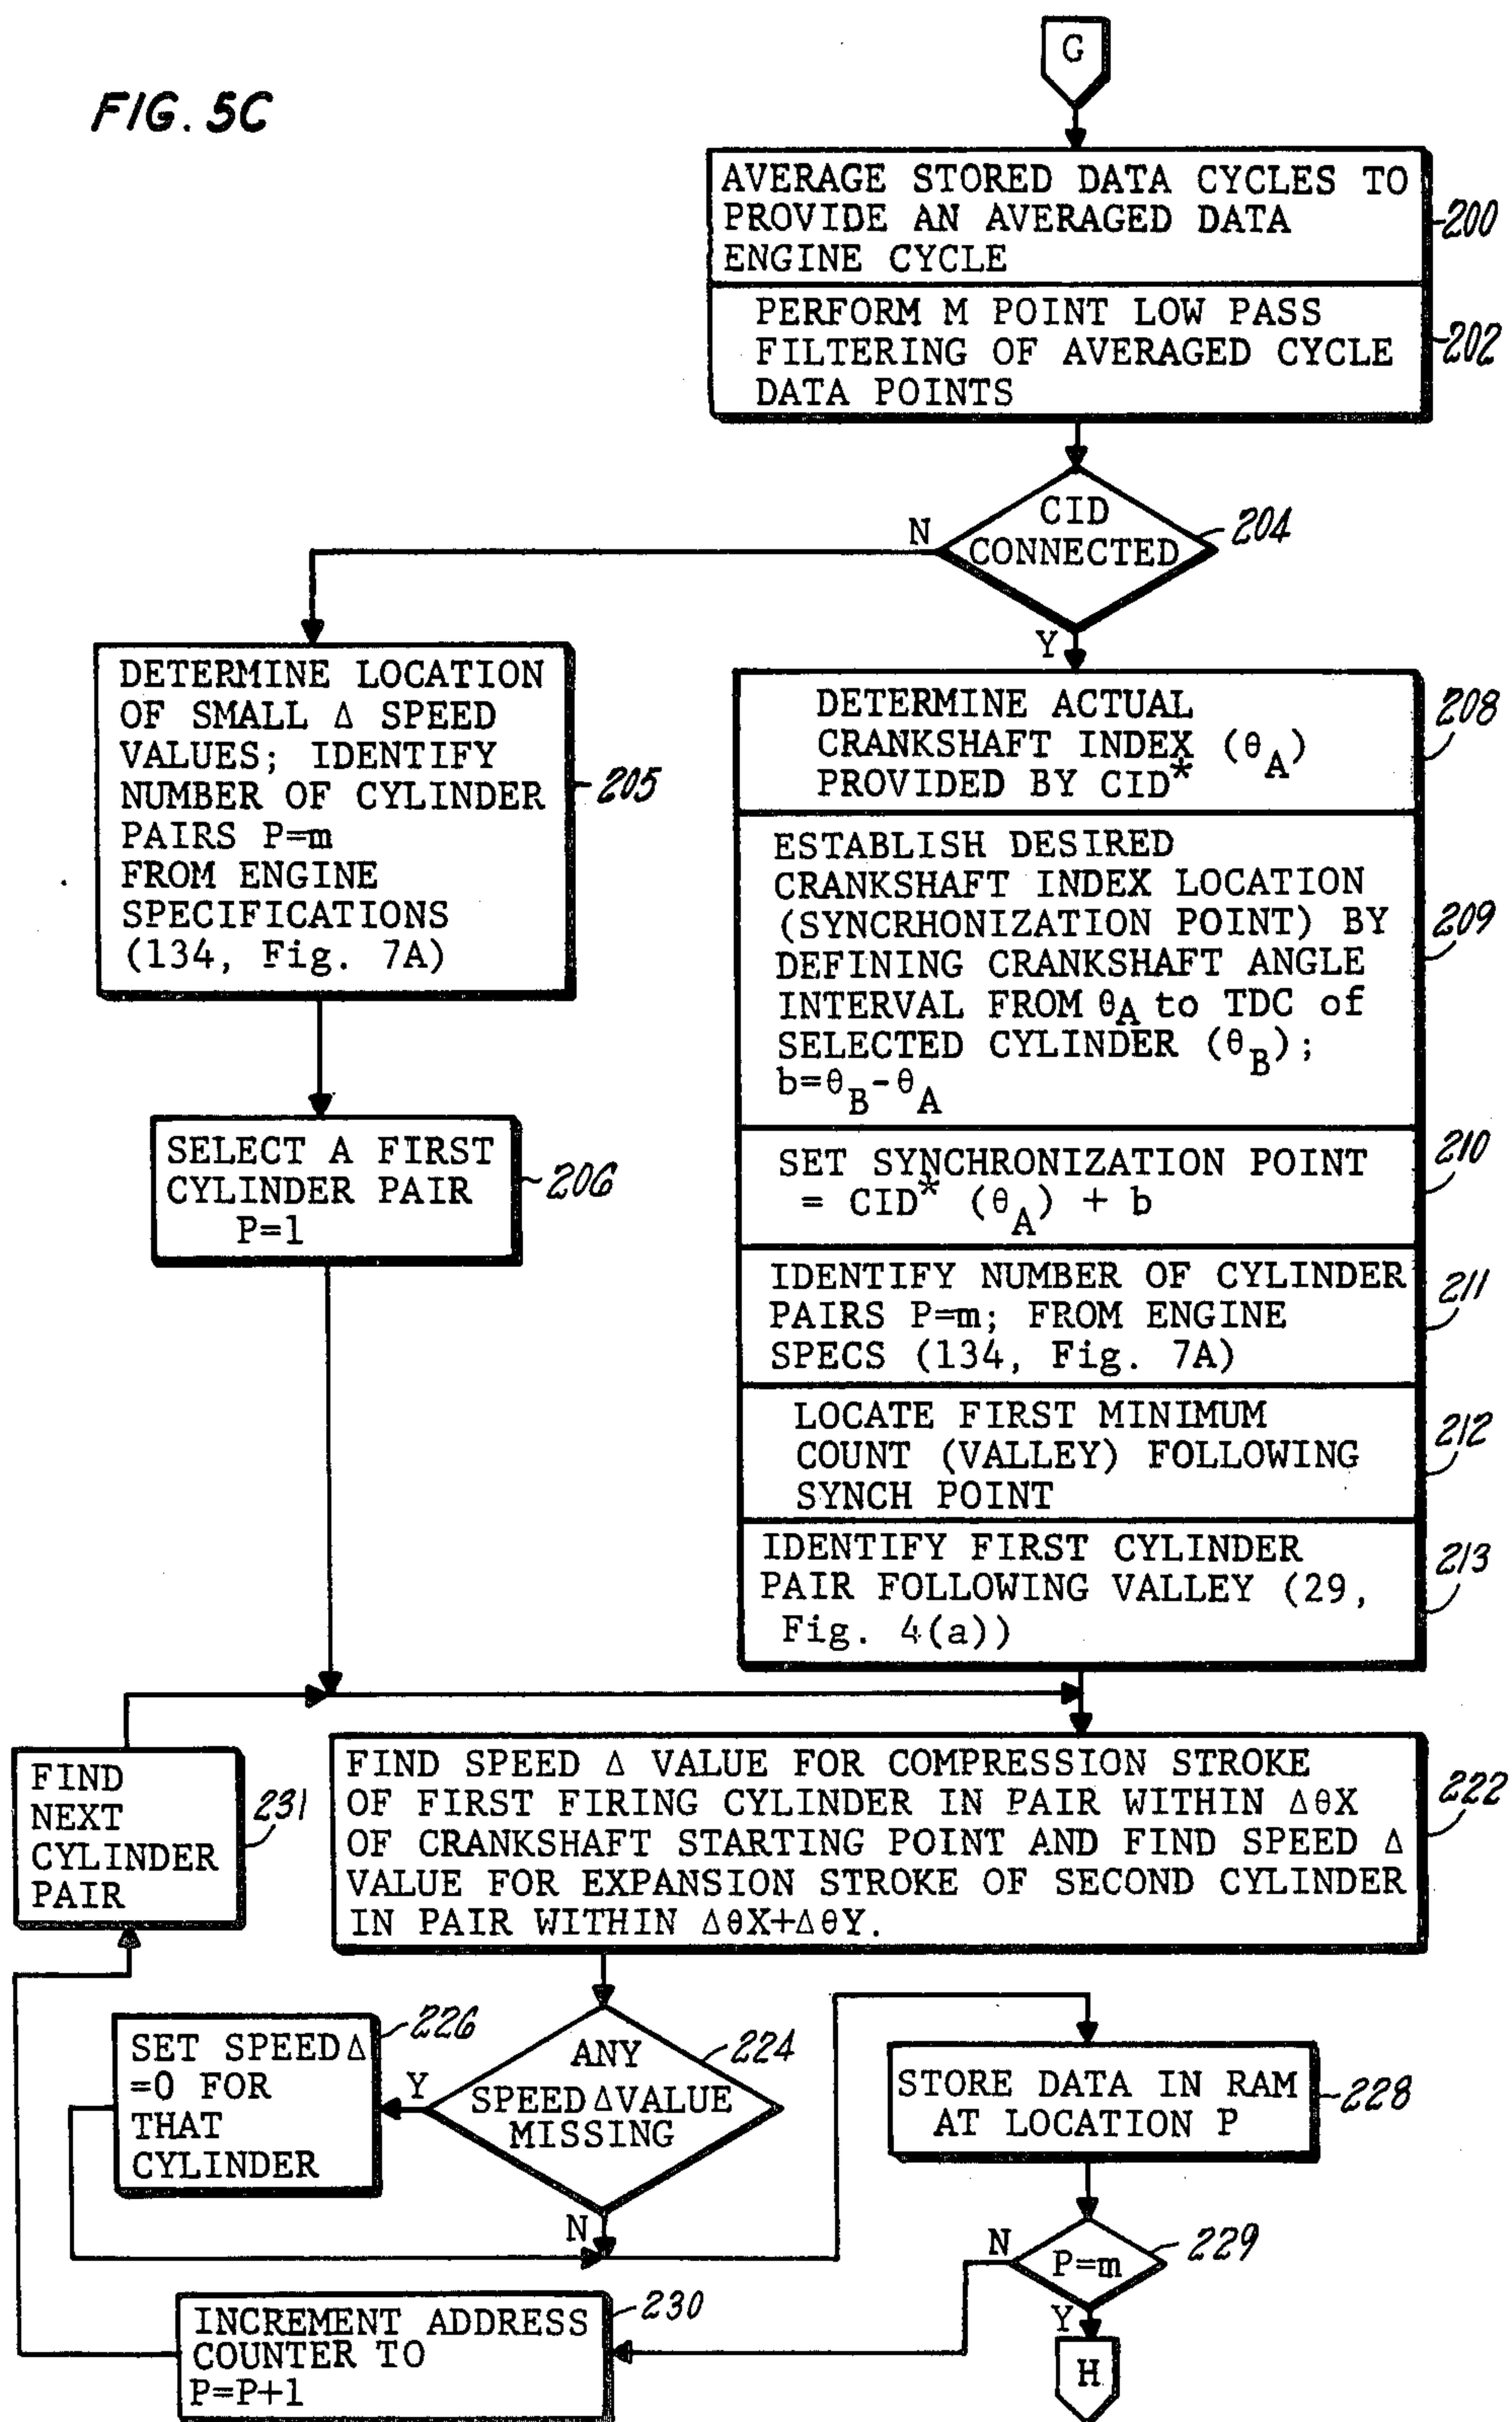 FIG. 5C
G
AVERAGE STORED DATA CYCLES TO
PROVIDE AN AVERAGED DATA
ENGINE CYCLE
200
PERFORM M POINT LOW PASS
FILTERING OF AVERAGED CYCLE
DATA POINTS
202
CID
CONNECTED
204
N
Y
DETERMINE LOCATION
OF SMALL Δ SPEED
VALUES; IDENTIFY
NUMBER OF CYLINDER
PAIRS P=m
FROM ENGINE
SPECIFICATIONS
(134, Fig. 7A)
205
SELECT A FIRST
CYLINDER PAIR
P=1
206
DETERMINE ACTUAL
CRANKSHAFT INDEX (θA)
PROVIDED BY CID*
208
ESTABLISH DESIRED
CRANKSHAFT INDEX LOCATION
(SYNCRHONIZATION POINT) BY
DEFINING CRANKSHAFT ANGLE
INTERVAL FROM θA to TDC of
SELECTED CYLINDER (θB);
b=θB-θA
209
SET SYNCHRONIZATION POINT
= CID* (θA) + b
210
IDENTIFY NUMBER OF CYLINDER
PAIRS P=m; FROM ENGINE
SPECS (134, Fig. 7A)
211
LOCATE FIRST MINIMUM
COUNT (VALLEY) FOLLOWING
SYNCH POINT
212
IDENTIFY FIRST CYLINDER
PAIR FOLLOWING VALLEY (29,
Fig. 4(a))
213
FIND
NEXT
CYLINDER
PAIR
231
FIND SPEED Δ VALUE FOR COMPRESSION STROKE
OF FIRST FIRING CYLINDER IN PAIR WITHIN ΔθX
OF CRANKSHAFT STARTING POINT AND FIND SPEED Δ
VALUE FOR EXPANSION STROKE OF SECOND CYLINDER
IN PAIR WITHIN ΔθX+ΔθY.
222
SET SPEED Δ
=0 FOR
THAT
CYLINDER
226
Y
ANY
SPEED Δ VALUE
MISSING
224
N
STORE DATA IN RAM
AT LOCATION P
228
N
P=m
229
Y
INCREMENT ADDRESS
COUNTER TO
P=P+1
230
H